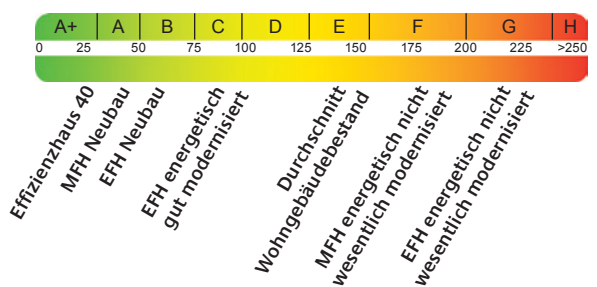 A+ A B C D E F G H
0 25 50 75 100 125 150 175 200 225 >250
Effizienzhaus 40
MFH Neubau
EFH Neubau
EFH energetisch
gut modernisiert
Durchschnitt
Wohngebäudebestand
MFH energetisch nicht
wesentlich modernisiert
EFH energetisch nicht
wesentlich modernisiert